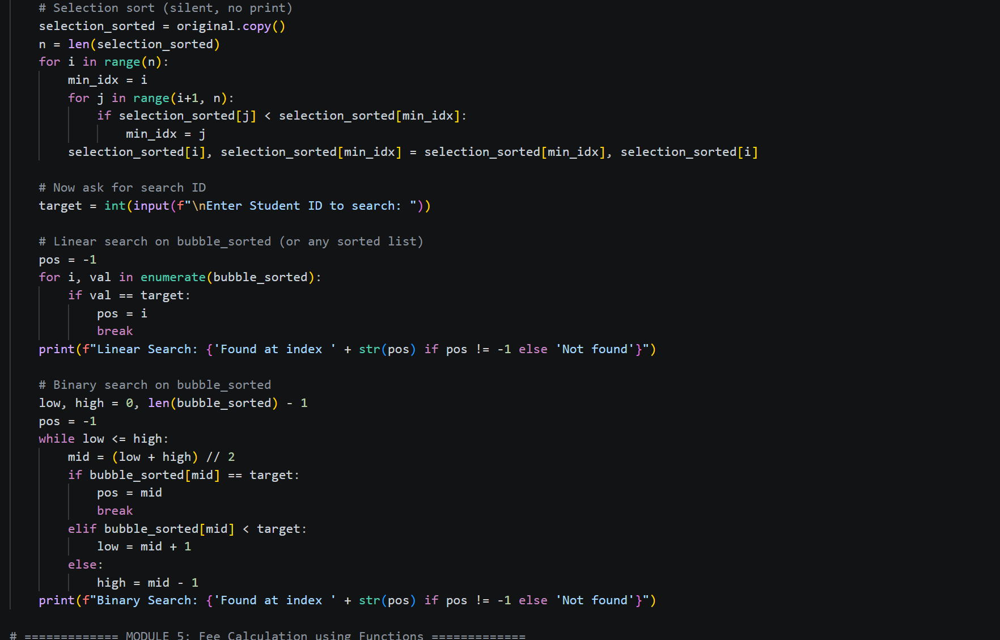 # Selection sort (silent, no print)
selection_sorted = original.copy()
n = len(selection_sorted)
for i in range(n):
    min_idx = i
    for j in range(i+1, n):
        if selection_sorted[j] < selection_sorted[min_idx]:
            min_idx = j
    selection_sorted[i], selection_sorted[min_idx] = selection_sorted[min_idx], selection_sorted[i]

# Now ask for search ID
target = int(input(f"\nEnter Student ID to search: "))

# Linear search on bubble_sorted (or any sorted list)
pos = -1
for i, val in enumerate(bubble_sorted):
    if val == target:
        pos = i
        break
print(f"Linear Search: {'Found at index ' + str(pos) if pos != -1 else 'Not found'}")

# Binary search on bubble_sorted
low, high = 0, len(bubble_sorted) - 1
pos = -1
while low <= high:
    mid = (low + high) // 2
    if bubble_sorted[mid] == target:
        pos = mid
        break
    elif bubble_sorted[mid] < target:
        low = mid + 1
    else:
        high = mid - 1
print(f"Binary Search: {'Found at index ' + str(pos) if pos != -1 else 'Not found'}")

# ============= MODULE 5: Fee Calculation using Functions =============